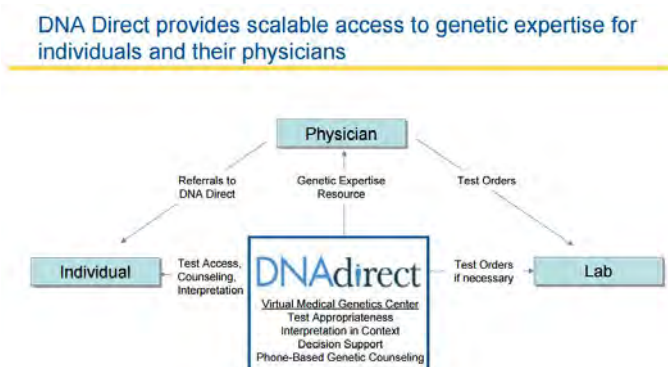 DNA Direct provides scalable access to genetic expertise for
individuals and their physicians
Physician
Referrals to
DNA Direct
Genetic Expertise
Resource
Test Orders
Individual
Test Access,
Counseling,
Interpretation
DNAdirect
Virtual Medical Genetics Center
Test Appropriateness
Interpretation in Context
Decision Support
Phone-Based Genetic Counseling
Test Orders
if necessary
Lab